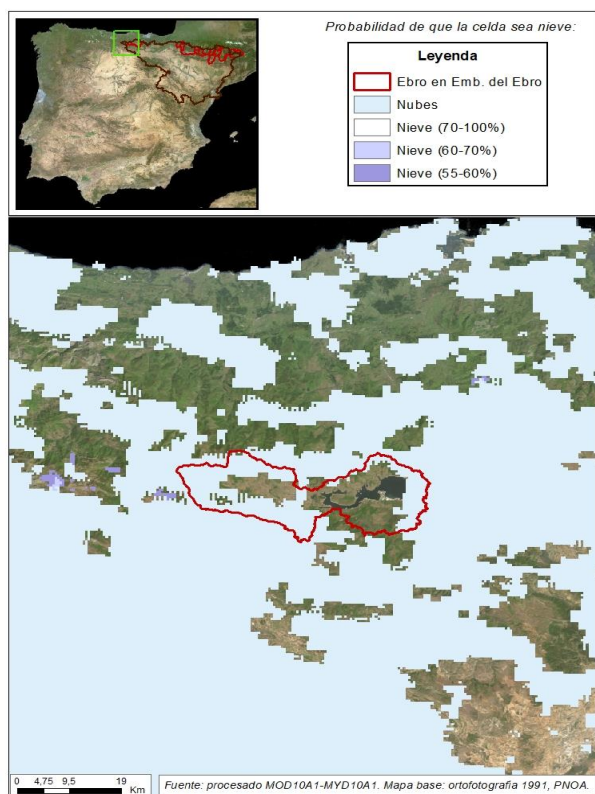 Probabilidad de que la celda sea nieve:
Leyenda
Ebro en Emb. del Ebro
Nubes
Nieve (70-100%)
Nieve (60-70%)
Nieve (55-60%)
0 4,75 9,5 19
Km
Fuente: procesado MOD10A1-MYD10A1. Mapa base: ortofotografia 1991, PNOA.